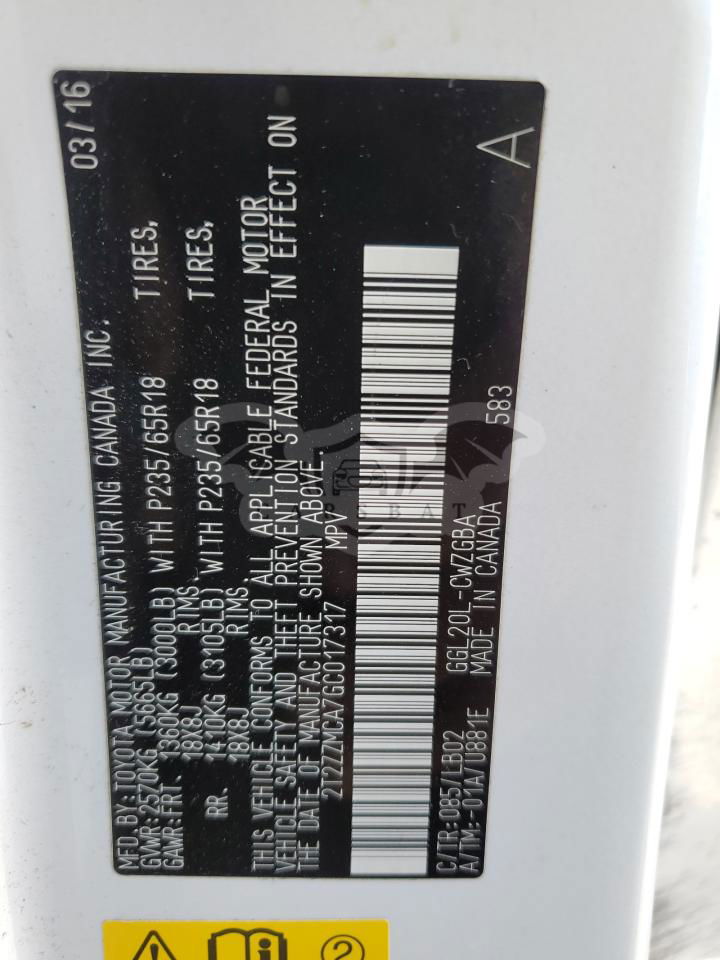 MFD.BY:TOYOTA MOTOR MANUFACTURING CANADA INC. 03/16
GVWR:2570KG (5665LB)
GAWR:FRT. 1360KG (3000LB) WITH P235/65R18 TIRES,
18X8J RIMS,
RR. 1410KG (3105LB) WITH P235/65R18 TIRES,
18X8J RIMS.
THIS VEHICLE CONFORMS TO ALL APPLICABLE FEDERAL MOTOR
VEHICLE SAFETY AND THEFT PREVENTION STANDARDS IN EFFECT ON
THE DATE OF MANUFACTURE SHOWN ABOVE.
2T2ZZMCA7GC017317 MPV
C/TR:085/EB02 GGL20L-CWZGBA
A/TM:-01A/U881E MADE IN CANADA 583
A
CARGBAT
2